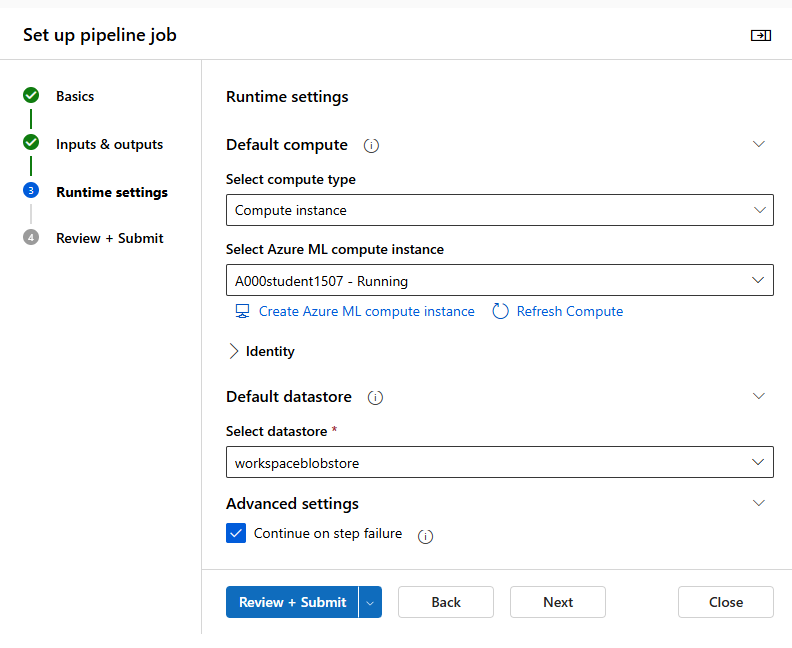 Set up pipeline job
Basics
Inputs & outputs
3 Runtime settings
4 Review + Submit
Runtime settings
Default compute
Select compute type
Compute instance
Select Azure ML compute instance
A000student1507 - Running
Create Azure ML compute instance Refresh Compute
Identity
Default datastore
Select datastore *
workspaceblobstore
Advanced settings
Continue on step failure
Review + Submit Back Next Close